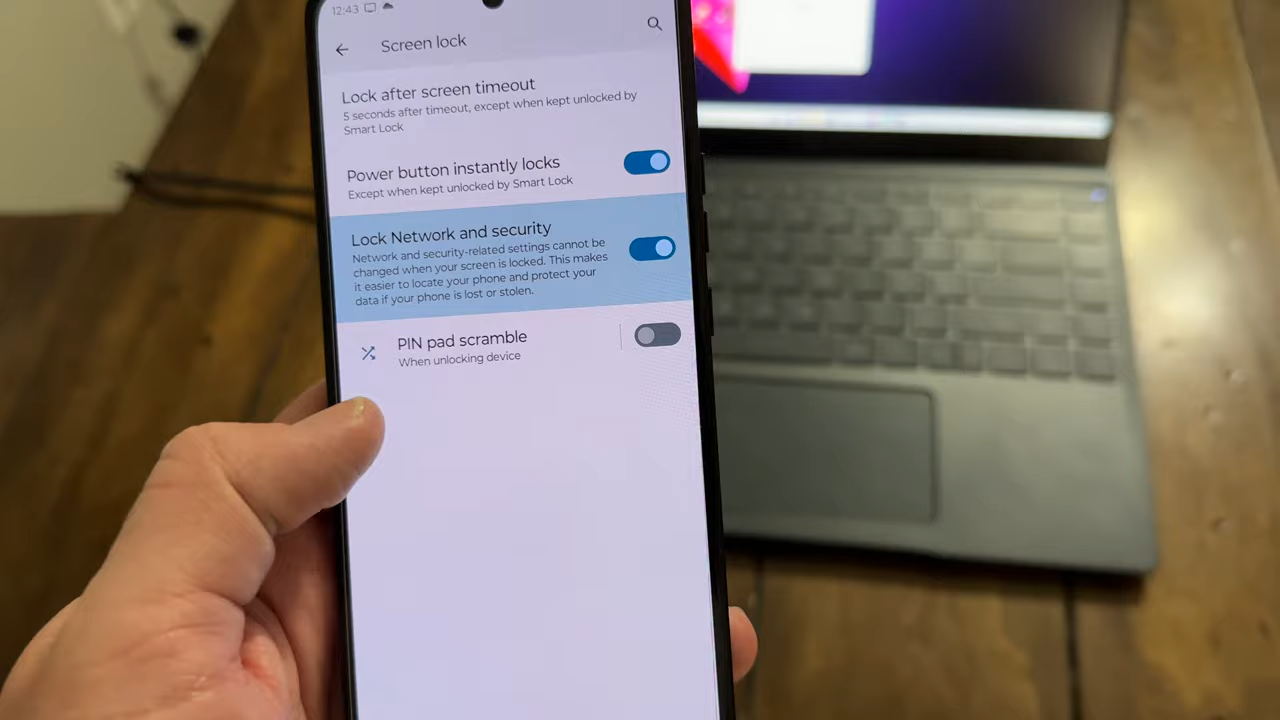 12:43
Screen lock
Lock after screen timeout
5 seconds after timeout, except when kept unlocked by
Smart Lock
Power button instantly locks
Except when kept unlocked by Smart Lock
Lock Network and security
Network and security-related settings cannot be
changed when your screen is locked. This makes
it easier to locate your phone and protect your
data if your phone is lost or stolen.
PIN pad scramble
When unlocking device